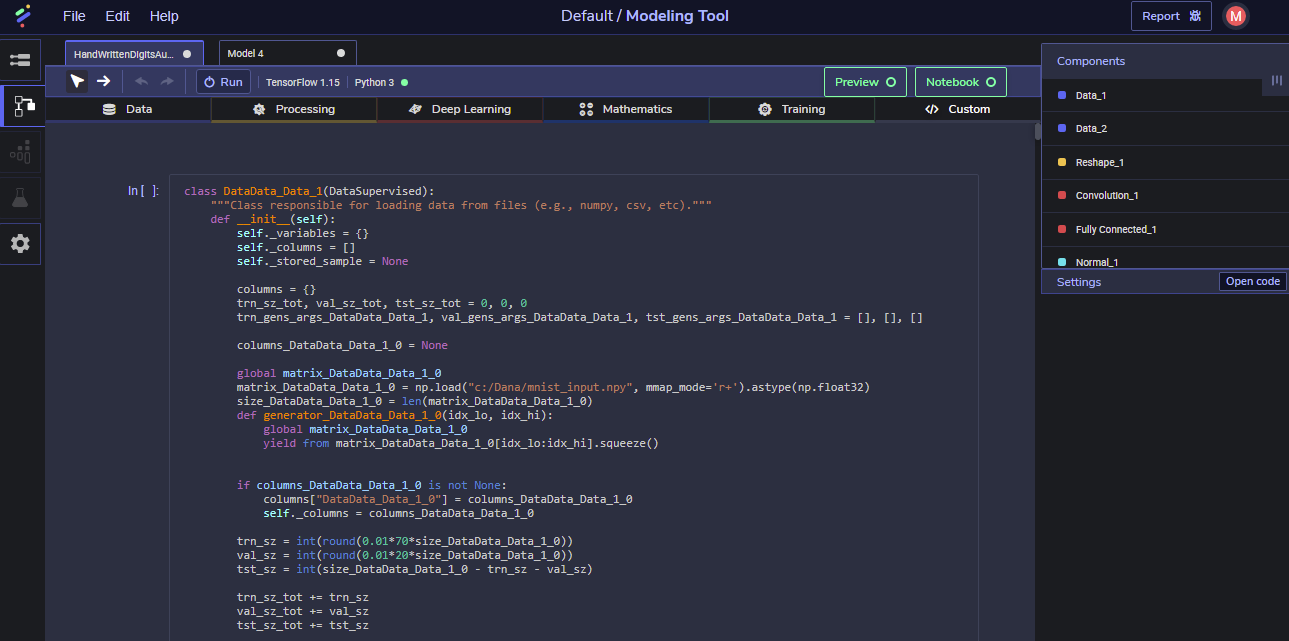 File Edit Help
Default / Modeling Tool
Report
M
HandWrittenDigitsAu...
Model 4
Run
TensorFlow 1.15
Python 3
Preview
Notebook
Data
Processing
Deep Learning
Mathematics
Training
Custom
In [ ]:
class DataData_Data_1(DataSupervised):
"""Class responsible for loading data from files (e.g., numpy, csv, etc)."""
def __init__(self):
self._variables = {}
self._columns = []
self._stored_sample = None
columns = {}
trn_sz_tot, val_sz_tot, tst_sz_tot = 0, 0, 0
trn_gens_args_DataData_Data_1, val_gens_args_DataData_Data_1, tst_gens_args_DataData_Data_1 = [], [], []
columns_DataData_Data_1_0 = None
global matrix_DataData_Data_1_0
matrix_DataData_Data_1_0 = np.load("c:/Dana/mnist_input.npy", mmap_mode='r+').astype(np.float32)
size_DataData_Data_1_0 = len(matrix_DataData_Data_1_0)
def generator_DataData_Data_1_0(idx_lo, idx_hi):
global matrix_DataData_Data_1_0
yield from matrix_DataData_Data_1_0[idx_lo:idx_hi].squeeze()
if columns_DataData_Data_1_0 is not None:
columns["DataData_Data_1_0"] = columns_DataData_Data_1_0
self._columns = columns_DataData_Data_1_0
trn_sz = int(round(0.01*70*size_DataData_Data_1_0))
val_sz = int(round(0.01*20*size_DataData_Data_1_0))
tst_sz = int(size_DataData_Data_1_0 - trn_sz - val_sz)
trn_sz_tot += trn_sz
val_sz_tot += val_sz
tst_sz_tot += tst_sz
Components
Data_1
Data_2
Reshape_1
Convolution_1
Fully Connected_1
Normal_1
Settings
Open code